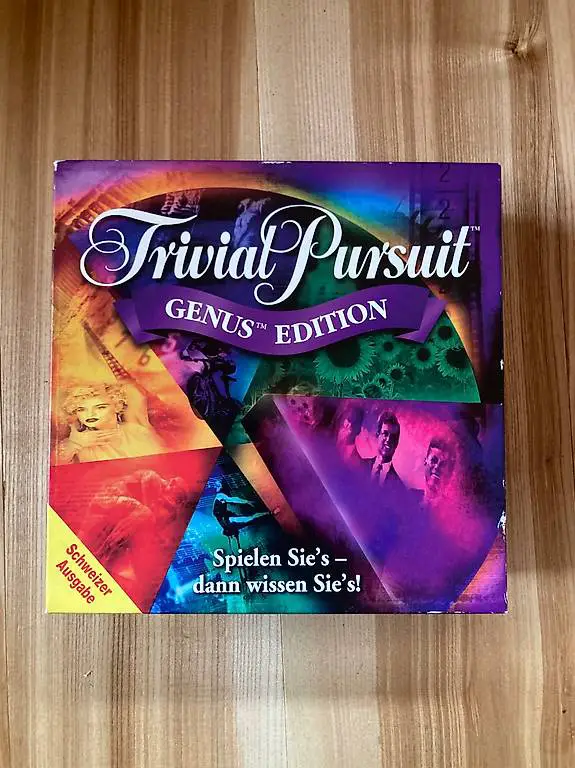 Trivial Pursuit™
GENUS™ EDITION
Spielen Sie's –
dann wissen Sie's!
Schweizer
Ausgabe